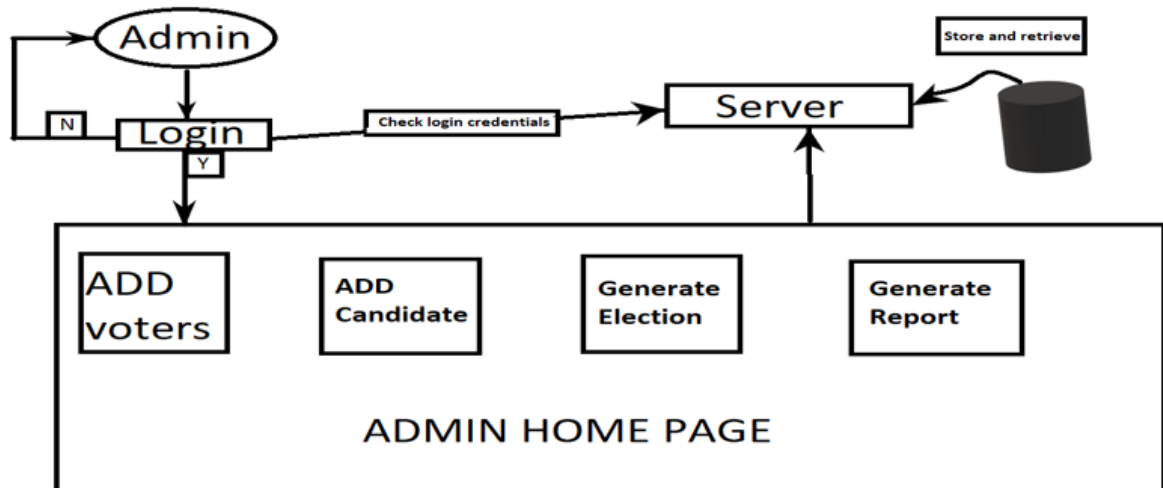 Admin
Store and retrieve
Server
Check login credentials
N
Login
Y
ADD
voters
ADD
Candidate
Generate
Election
Generate
Report
ADMIN HOME PAGE